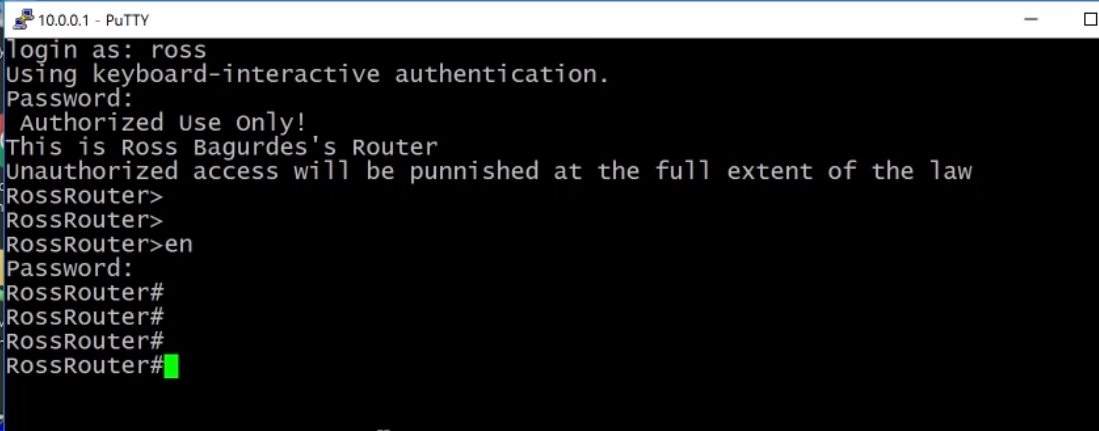 10.0.0.1 - PuTTY
login as: ross
Using keyboard-interactive authentication.
Password:
 Authorized Use Only!
This is Ross Bagurdes's Router
Unauthorized access will be punnished at the full extent of the law
RossRouter>
RossRouter>
RossRouter>en
Password:
RossRouter#
RossRouter#
RossRouter#
RossRouter#